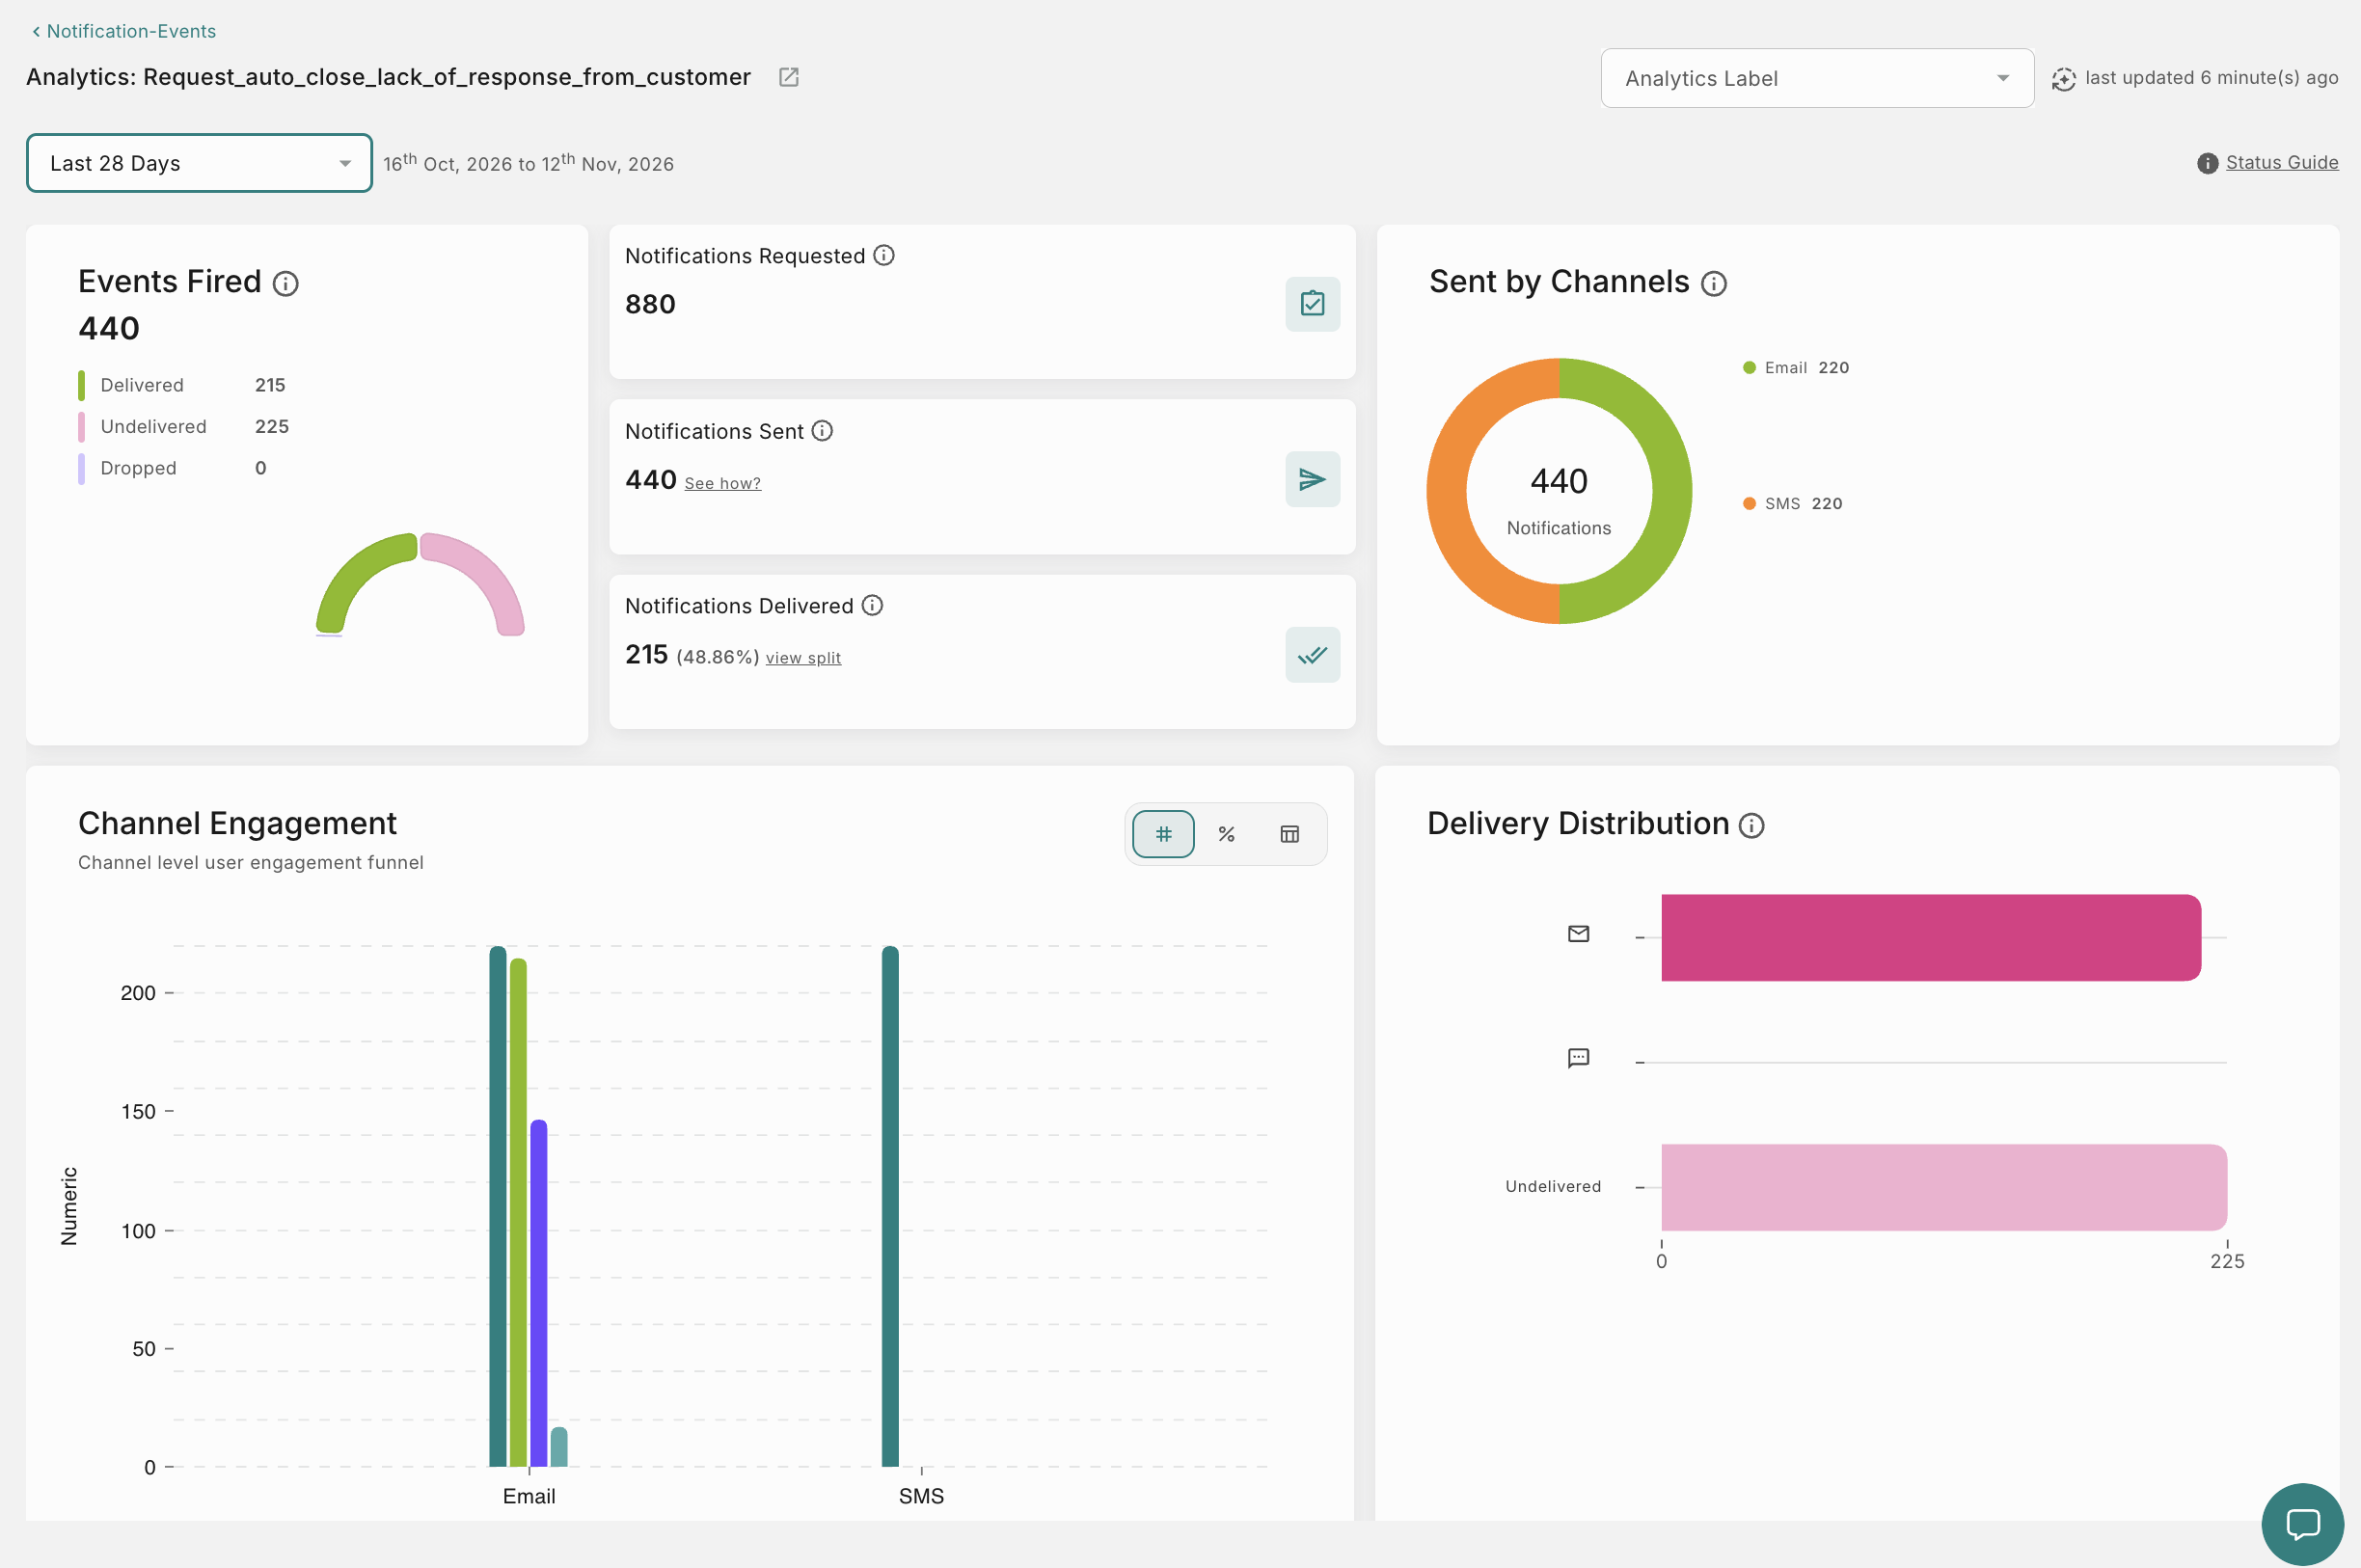 Notification-Events
Analytics: Request_auto_close_lack_of_response_from_customer
Analytics Label
last updated 6 minute(s) ago
Last 28 Days
16th Oct, 2026 to 12th Nov, 2026
Status Guide
Events Fired
440
Delivered 215
Undelivered 225
Dropped 0
Notifications Requested
880
Notifications Sent
440 See how?
Notifications Delivered
215 (48.86%) view split
Sent by Channels
440
Notifications
Email 220
SMS 220
Channel Engagement
Channel level user engagement funnel
#
%
Numeric
200
150
100
50
0
Email
SMS
Delivery Distribution
Undelivered
0
225